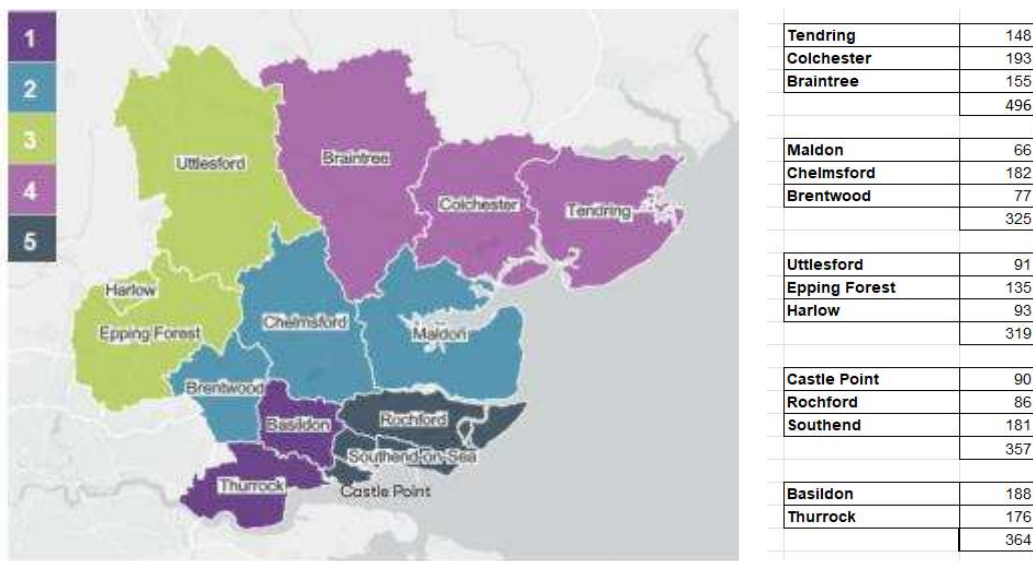 1
2
3
4
5
Uttlesford
Braintree
Colchester
Tendring
Harlow
Epping Forest
Chelmsford
Maldon
Brentwood
Basildon
Rochford
Southend-on-Sea
Thurrock
Castle Point
Tendring 148
Colchester 193
Braintree 155
496
Maldon 66
Chelmsford 182
Brentwood 77
325
Uttlesford 91
Epping Forest 135
Harlow 93
319
Castle Point 90
Rochford 86
Southend 181
357
Basildon 188
Thurrock 176
364